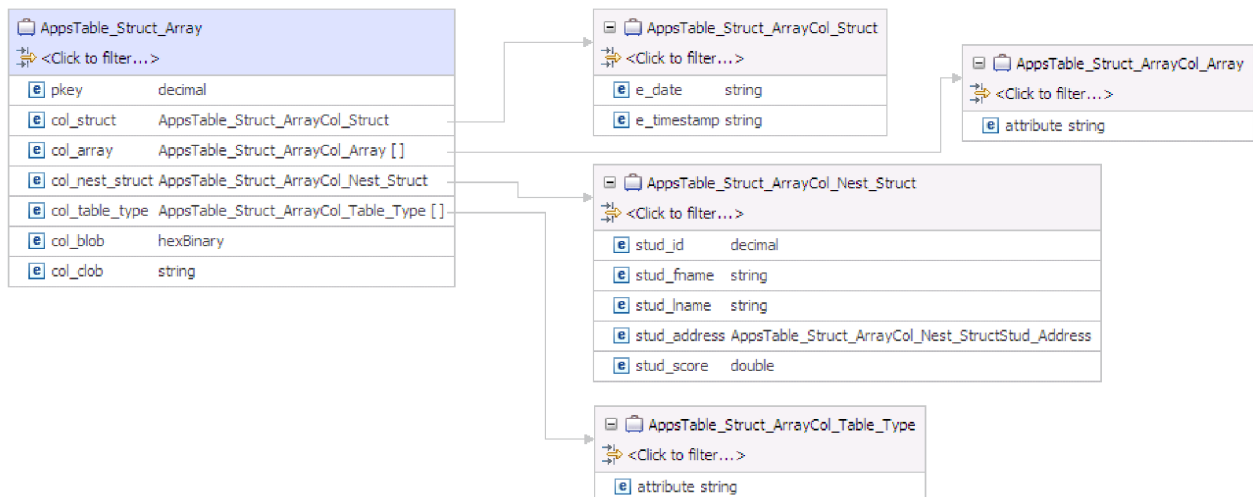 AppsTable_Struct_Array
<Click to filter...>
e pkey decimal
e col_struct AppsTable_Struct_ArrayCol_Struct
e col_array AppsTable_Struct_ArrayCol_Array [ ]
e col_nest_struct AppsTable_Struct_ArrayCol_Nest_Struct
e col_table_type AppsTable_Struct_ArrayCol_Table_Type [ ]
e col_blob hexBinary
e col_clob string
AppsTable_Struct_ArrayCol_Struct
<Click to filter...>
e e_date string
e e_timestamp string
AppsTable_Struct_ArrayCol_Array
<Click to filter...>
e attribute string
AppsTable_Struct_ArrayCol_Nest_Struct
<Click to filter...>
e stud_id decimal
e stud_fname string
e stud_lname string
e stud_address AppsTable_Struct_ArrayCol_Nest_StructStud_Address
e stud_score double
AppsTable_Struct_ArrayCol_Table_Type
<Click to filter...>
e attribute string